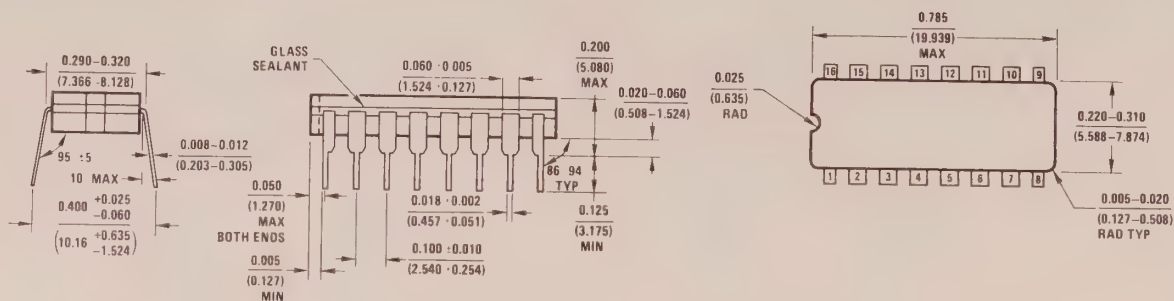 0.290–0.320
(7.366 -8.128)
95 ±5
10 MAX
0.008–0.012
(0.203–0.305)
0.400 +0.025 -0.060
(10.16 +0.635 -1.524)
GLASS
SEALANT
0.060 · 0.005
(1.524 · 0.127)
0.200
(5.080)
MAX
0.020–0.060
(0.508–1.524)
86 94
TYP
0.050
(1.270)
MAX
BOTH ENDS
0.018 · 0.002
(0.457 · 0.051)
0.125
(3.175)
MIN
0.100 ±0.010
(2.540 · 0.254)
0.005
(0.127)
MIN
0.785
(19.939)
MAX
16 15 14 13 12 11 10 9
0.025
(0.635)
RAD
0.220–0.310
(5.588–7.874)
1 2 3 4 5 6 7 8
0.005–0.020
(0.127–0.508)
RAD TYP